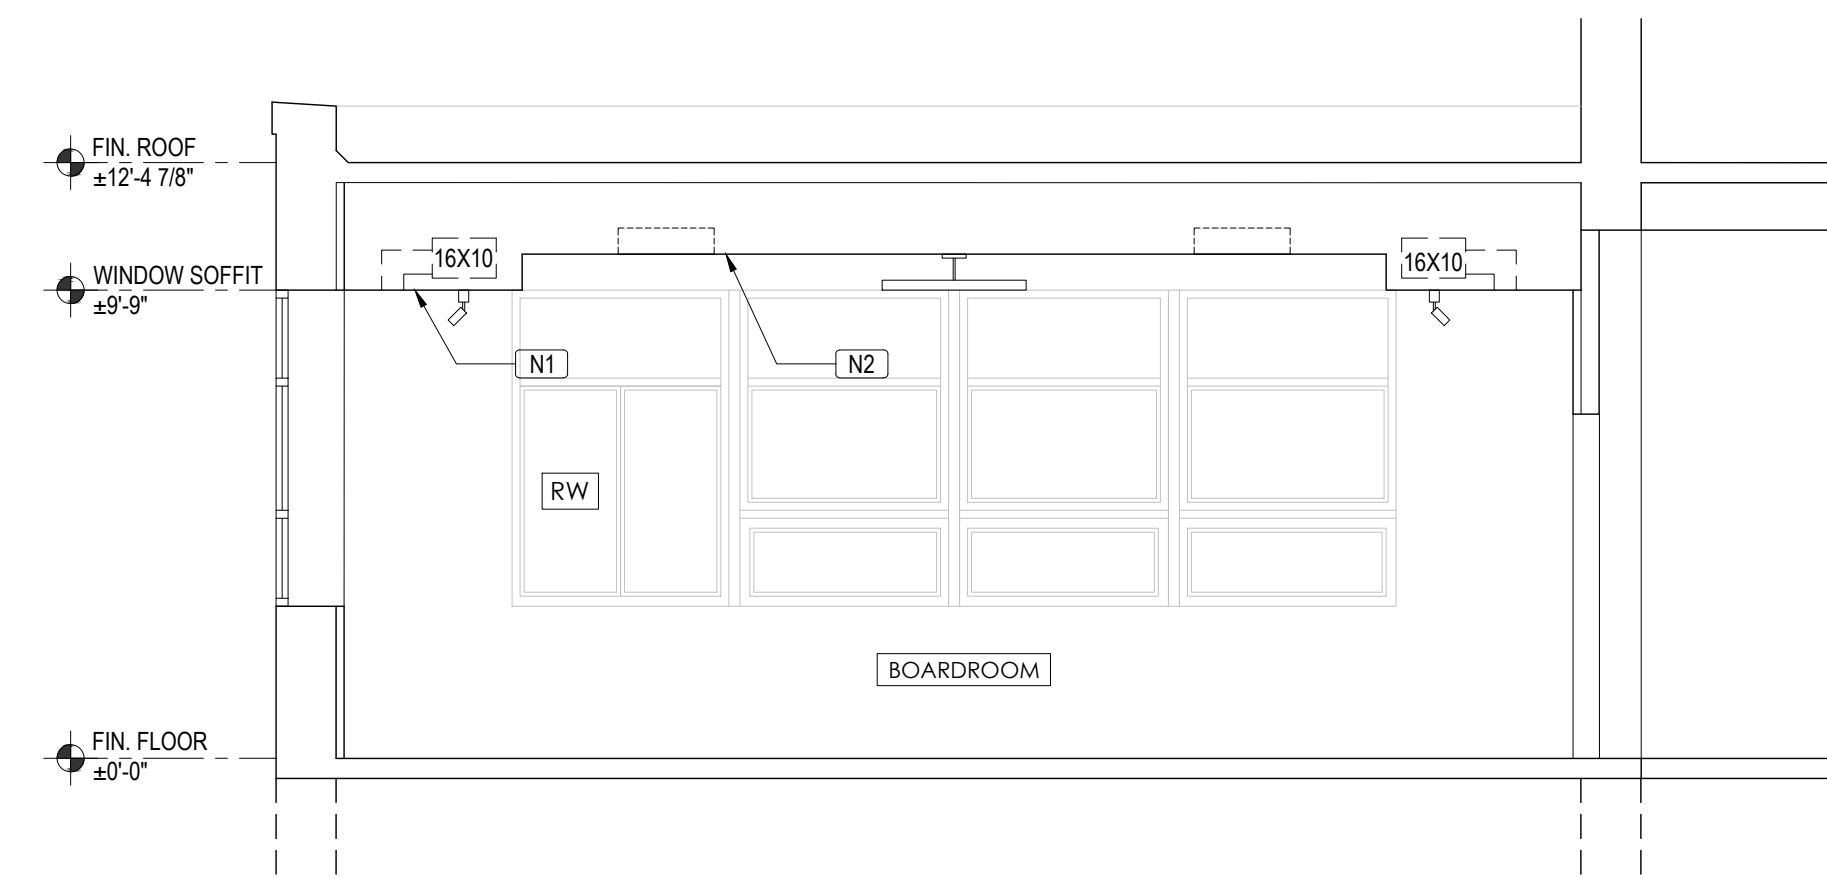 FIN. ROOF
±12'-4 7/8"
16X10
16X10
WINDOW SOFFIT
±9'-9"
N1
N2
RW
BOARDROOM
FIN. FLOOR
±0'-0"